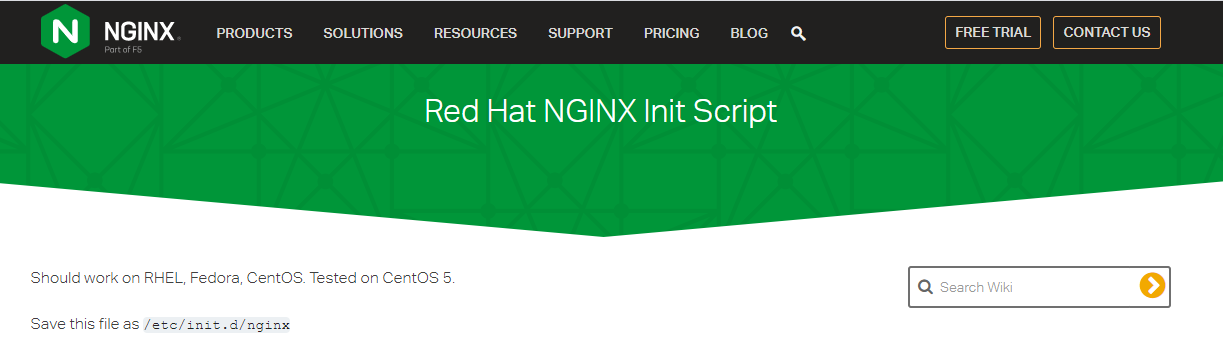 NGINX
Part of F5
PRODUCTS SOLUTIONS RESOURCES SUPPORT PRICING BLOG FREE TRIAL CONTACT US
Red Hat NGINX Init Script
Should work on RHEL, Fedora, CentOS. Tested on CentOS 5.
Search Wiki
Save this file as /etc/init.d/nginx